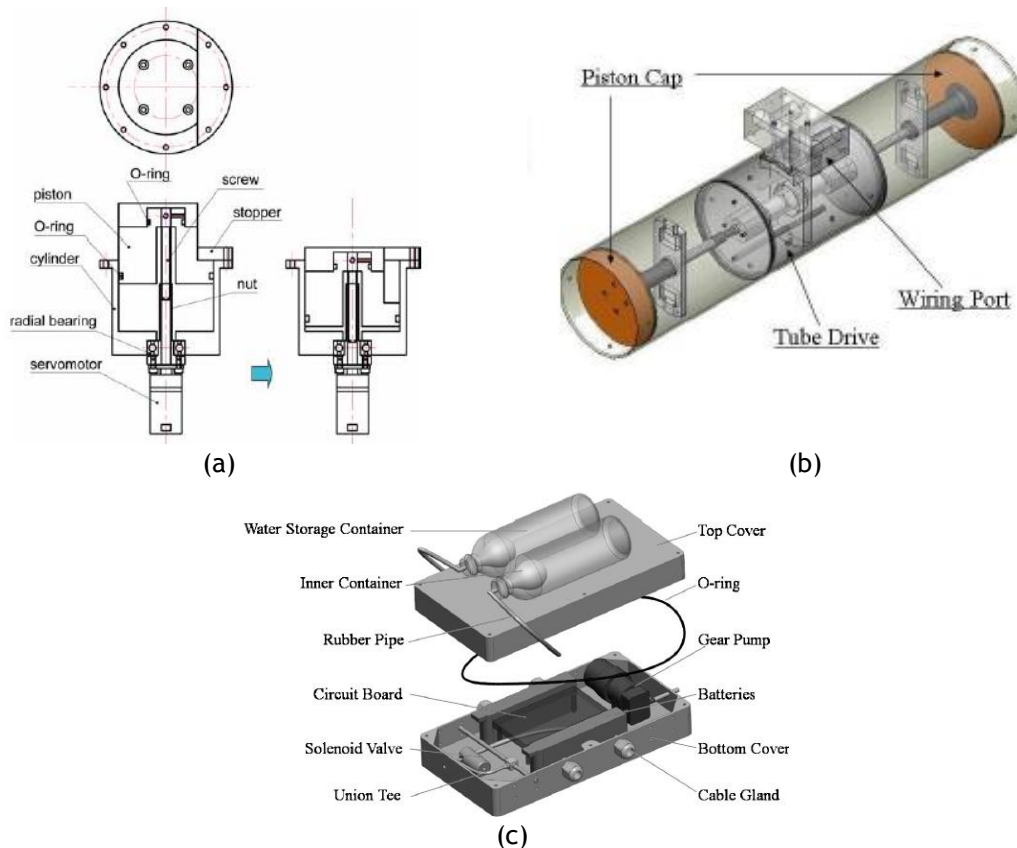 O-ring
piston
O-ring
cylinder
radial bearing
servomotor
screw
stopper
nut
(a)
Piston Cap
Wiring Port
Tube Drive
(b)
Water Storage Container
Top Cover
Inner Container
O-ring
Rubber Pipe
Gear Pump
Circuit Board
Batteries
Solenoid Valve
Bottom Cover
Union Tee
Cable Gland
(c)